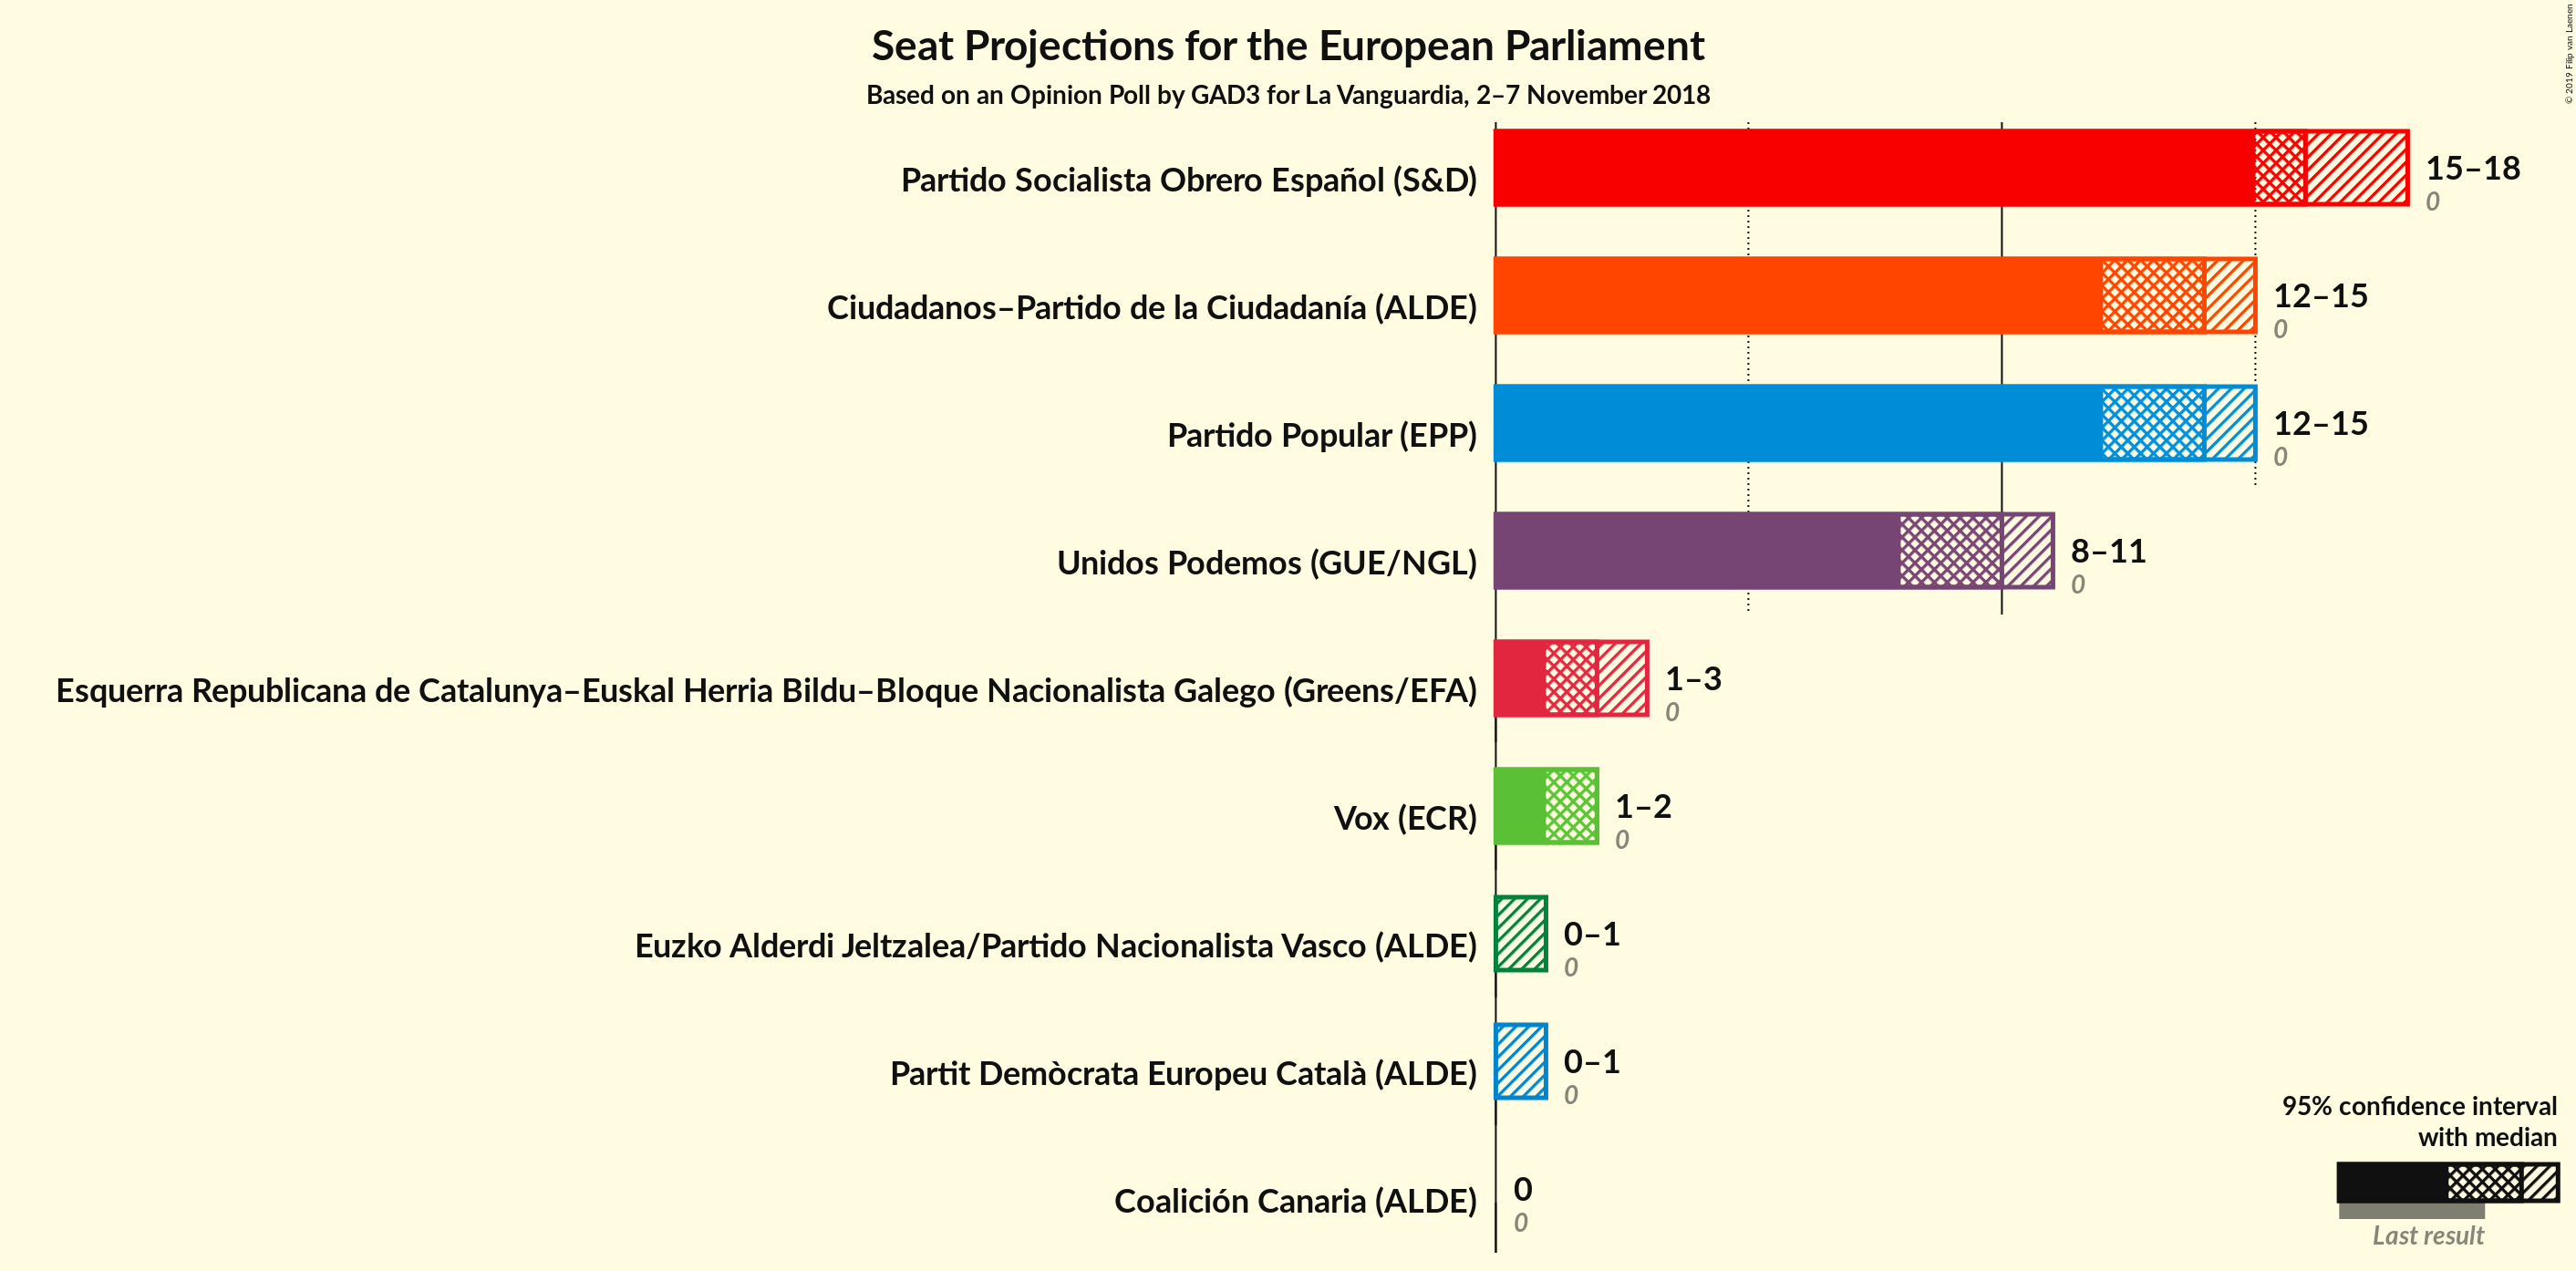 Seat Projections for the European Parliament
Based on an Opinion Poll by GAD3 for La Vanguardia, 2–7 November 2018
© 2019 Filip van Laenen
Partido Socialista Obrero Español (S&D)
15–18
0
Ciudadanos–Partido de la Ciudadanía (ALDE)
12–15
0
Partido Popular (EPP)
12–15
0
Unidos Podemos (GUE/NGL)
8–11
0
Esquerra Republicana de Catalunya–Euskal Herria Bildu–Bloque Nacionalista Galego (Greens/EFA)
1–3
0
Vox (ECR)
1–2
0
Euzko Alderdi Jeltzalea/Partido Nacionalista Vasco (ALDE)
0–1
0
Partit Demòcrata Europeu Català (ALDE)
0–1
0
Coalición Canaria (ALDE)
0
0
95% confidence interval
with median
Last result